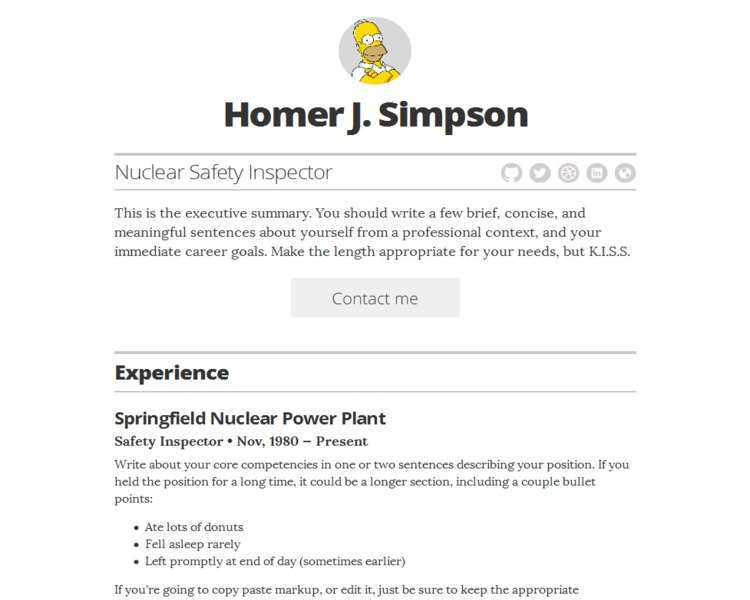 Homer J. Simpson
Nuclear Safety Inspector
in
This is the executive summary. You should write a few brief, concise, and
meaningful sentences about yourself from a professional context, and your
immediate career goals. Make the length appropriate for your needs, but K.I.S.S.
Contact me
Experience
Springfield Nuclear Power Plant
Safety Inspector • Nov, 1980 — Present
Write about your core competencies in one or two sentences describing your position. If you
held the position for a long time, it could be a longer section, including a couple bullet
points:
• Ate lots of donuts
• Fell asleep rarely
• Left promptly at end of day (sometimes earlier)
If you're going to copy paste markup, or edit it, just be sure to keep the appropriate